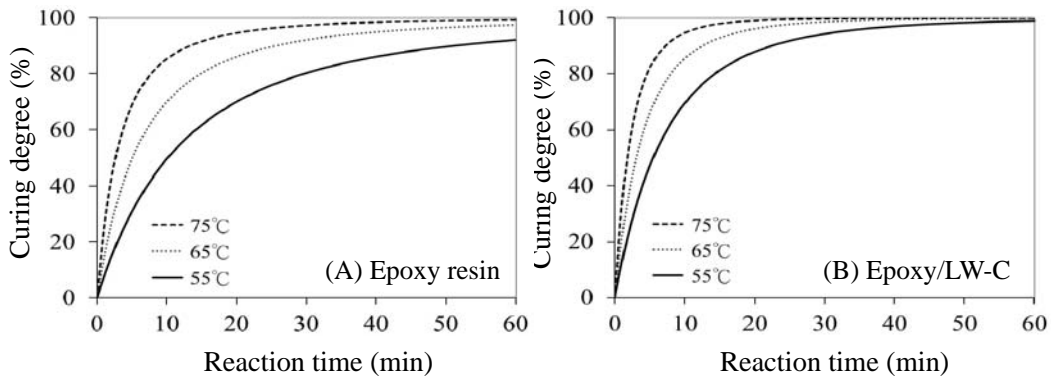 Curing degree (%)
100
80
60
40
20
0
75℃
65℃
55℃
(A) Epoxy resin
0 10 20 30 40 50 60
Reaction time (min)
Curing degree (%)
100
80
60
40
20
0
75℃
65℃
55℃
(B) Epoxy/LW-C
0 10 20 30 40 50 60
Reaction time (min)